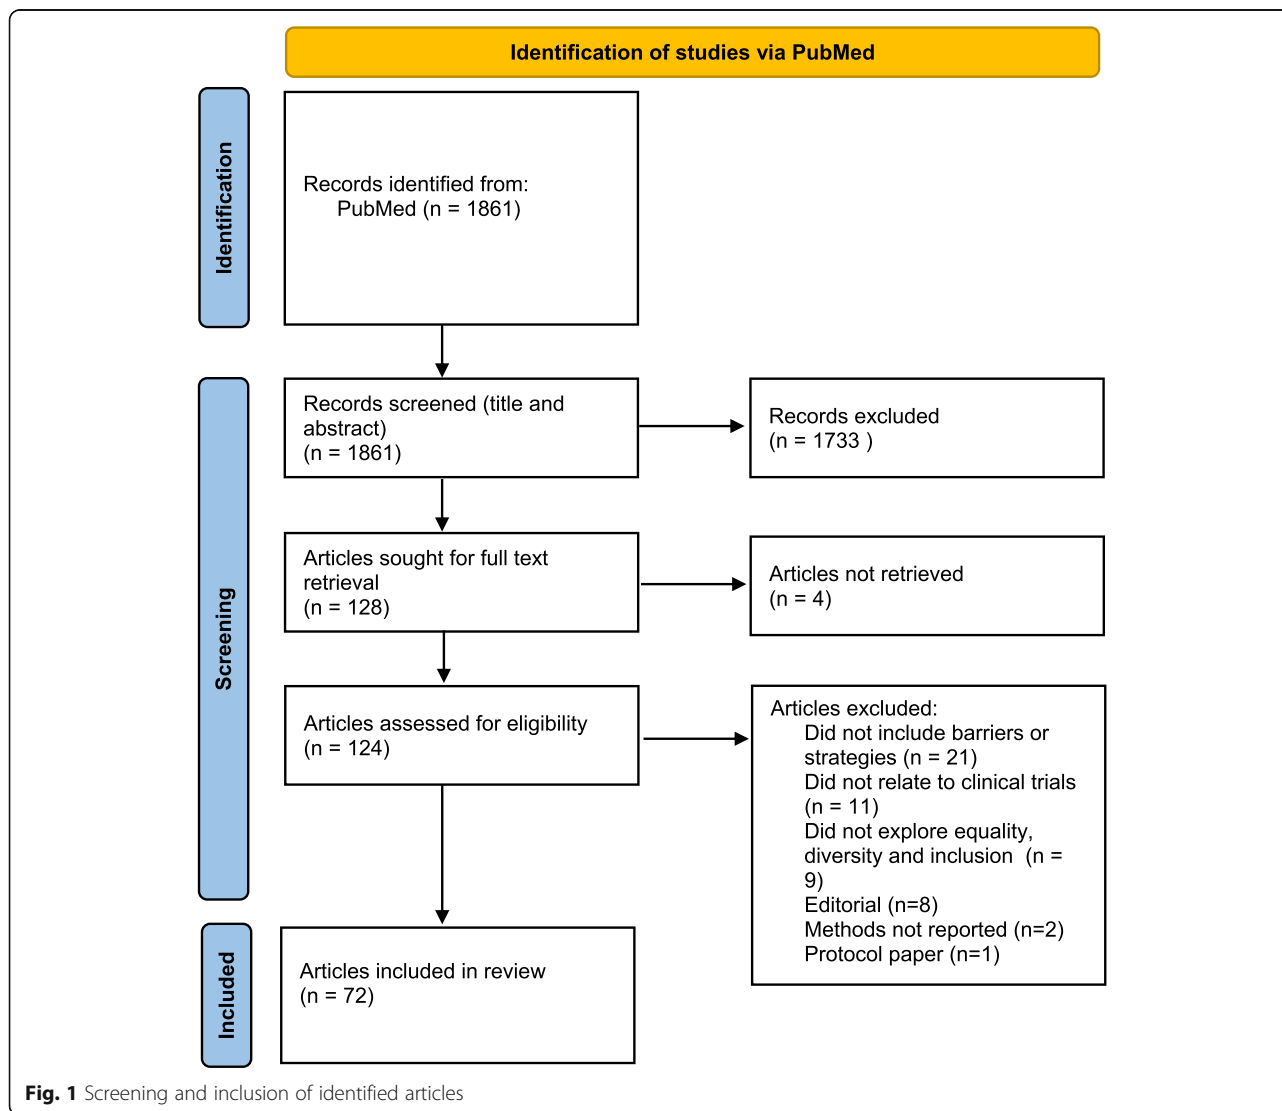 Identification of studies via PubMed
Identification
Records identified from:
PubMed (n = 1861)
Screening
Records screened (title and
abstract)
(n = 1861)
Records excluded
(n = 1733 )
Articles sought for full text
retrieval
(n = 128)
Articles not retrieved
(n = 4)
Articles assessed for eligibility
(n = 124)
Articles excluded:
Did not include barriers or
strategies (n = 21)
Did not relate to clinical trials
(n = 11)
Did not explore equality,
diversity and inclusion  (n =
9)
Editorial (n=8)
Methods not reported (n=2)
Protocol paper (n=1)
Included
Articles included in review
(n = 72)
Fig. 1 Screening and inclusion of identified articles